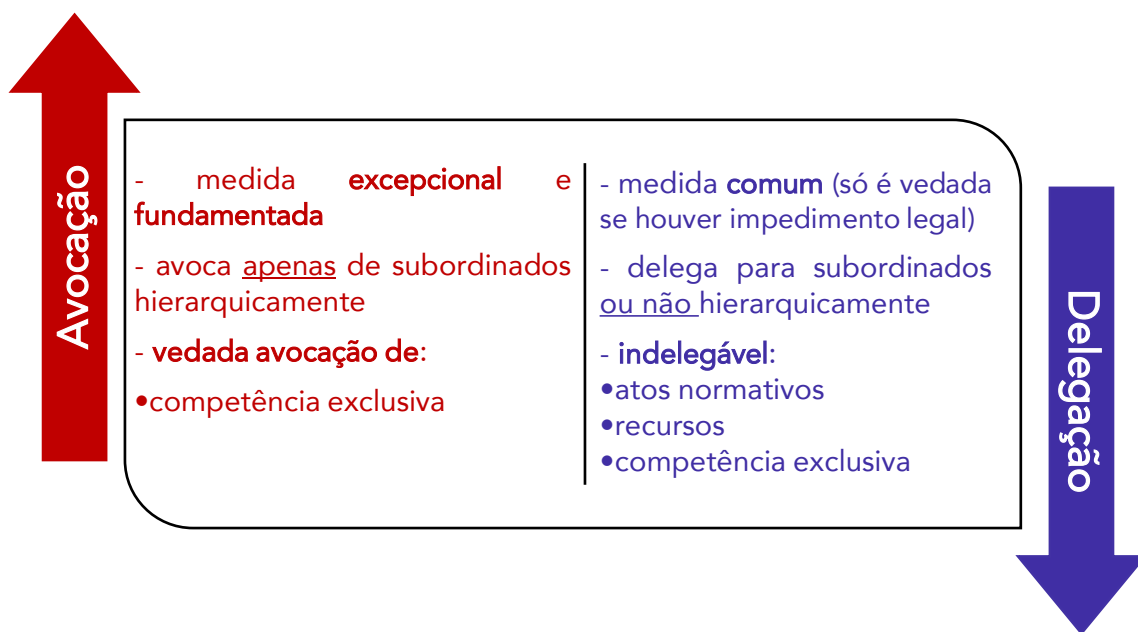 Avocação
- medida excepcional e
fundamentada
- avoca apenas de subordinados
hierarquicamente
- vedada avocação de:
•competência exclusiva
- medida comum (só é vedada
se houver impedimento legal)
- delega para subordinados
ou não hierarquicamente
- indelegável:
•atos normativos
•recursos
•competência exclusiva
Delegação